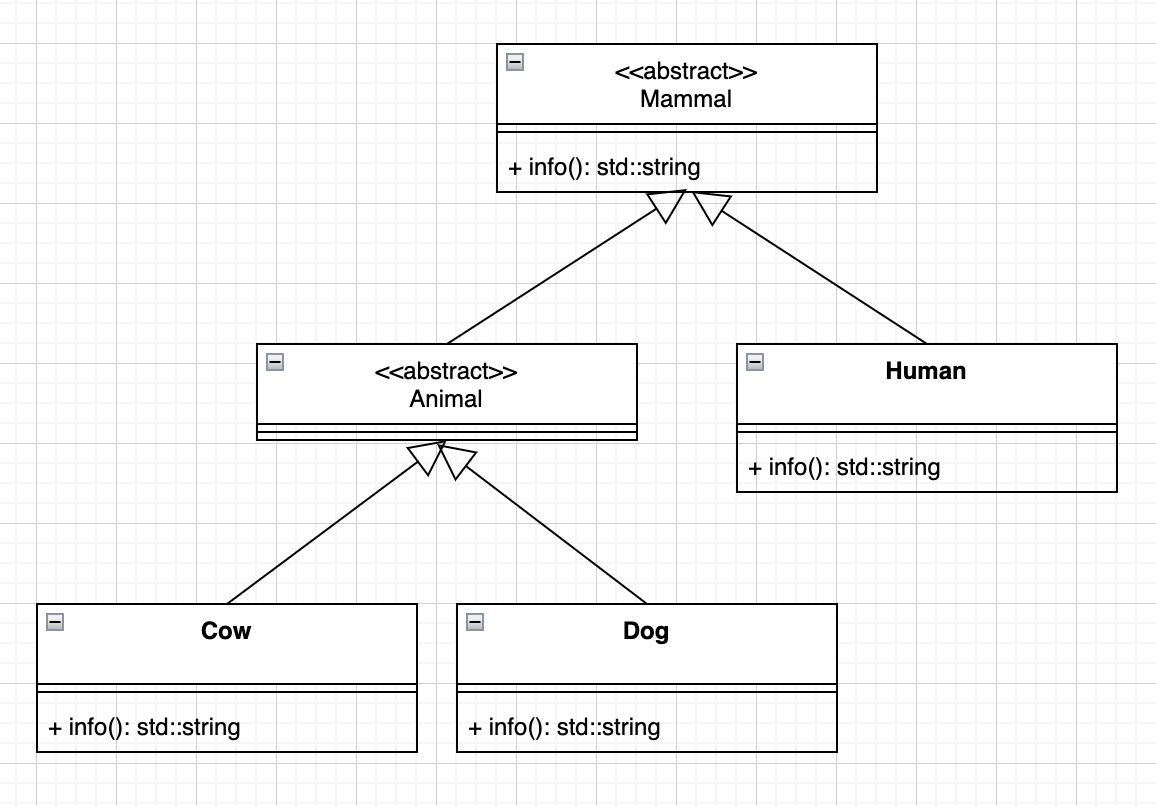 <<abstract>>
Mammal
+ info(): std::string
<<abstract>>
Animal
Human
+ info(): std::string
Cow
+ info(): std::string
Dog
+ info(): std::string